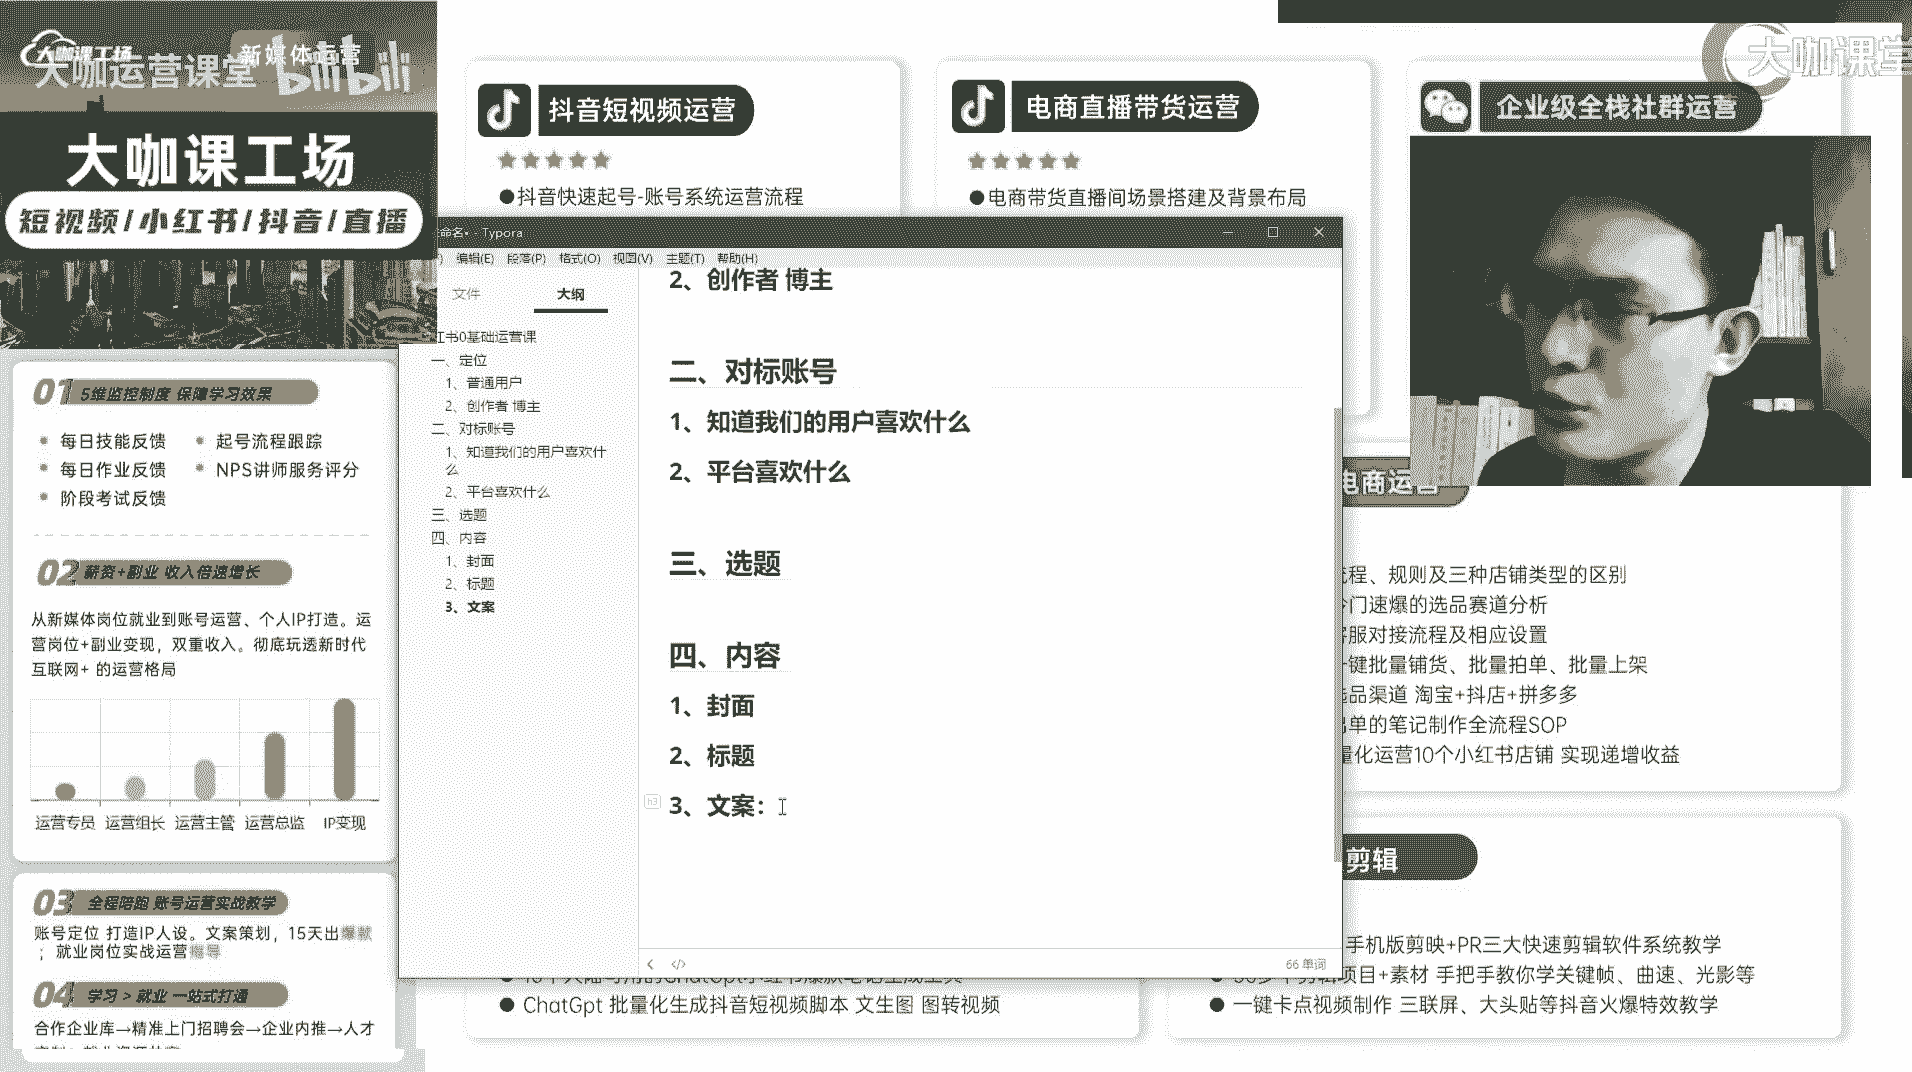 大咖课工场
新媒体运营
大咖运营课堂 bilibili
大咖课工场
短视频/小红书/抖音/直播
01 5维监控制度 保障学习效果
每日技能反馈
起号流程跟踪
每日作业反馈
NPS讲师服务评分
阶段考试反馈
02 薪资+副业 收入倍速增长
从新媒体岗位就业到账号运营、个人IP打造。运
营岗位+副业变现，双重收入。彻底玩透新时代
互联网+ 的运营格局
运营专员 运营组长 运营主管 运营总监 IP变现
03 全程陪跑 账号运营实战教学
账号定位 打造IP人设。文案策划，15天出爆款
；就业岗位实战运营指导
04 学习 > 就业 一站式打通
合作企业库→精准上门招聘会→企业内推→人才
抖音短视频运营
●抖音快速起号-账号系统运营流程
电商直播带货运营
●电商带货直播间场景搭建及背景布局
企业级全栈社群运营
大咖课堂
命名• - Typora
编辑(E) 段落(P) 格式(O) 视图(V) 主题(T) 帮助(H)
文件
大纲
红书0基础运营课
一、定位
1、普通用户
2、创作者 博主
二、对标账号
1、知道我们的用户喜欢什
么
2、平台喜欢什么
三、选题
四、内容
1、封面
2、标题
3、文案
2、创作者 博主
二、对标账号
1、知道我们的用户喜欢什么
2、平台喜欢什么
三、选题
四、内容
1、封面
2、标题
h3
3、文案：
66 单词
电商运营
流程、规则及三种店铺类型的区别
冷门速爆的选品赛道分析
客服对接流程及相应设置
一键批量铺货、批量拍单、批量上架
选品渠道 淘宝+抖店+拼多多
出单的笔记制作全流程SOP
量化运营10个小红书店铺 实现递增收益
● ChatGpt 批量化生成抖音短视频脚本 文生图 图转视频
剪辑
手机版剪映+PR三大快速剪辑软件系统教学
项目+素材 手把手教你学关键帧、曲速、光影等
● 一键卡点视频制作 三联屏、大头贴等抖音火爆特效教学